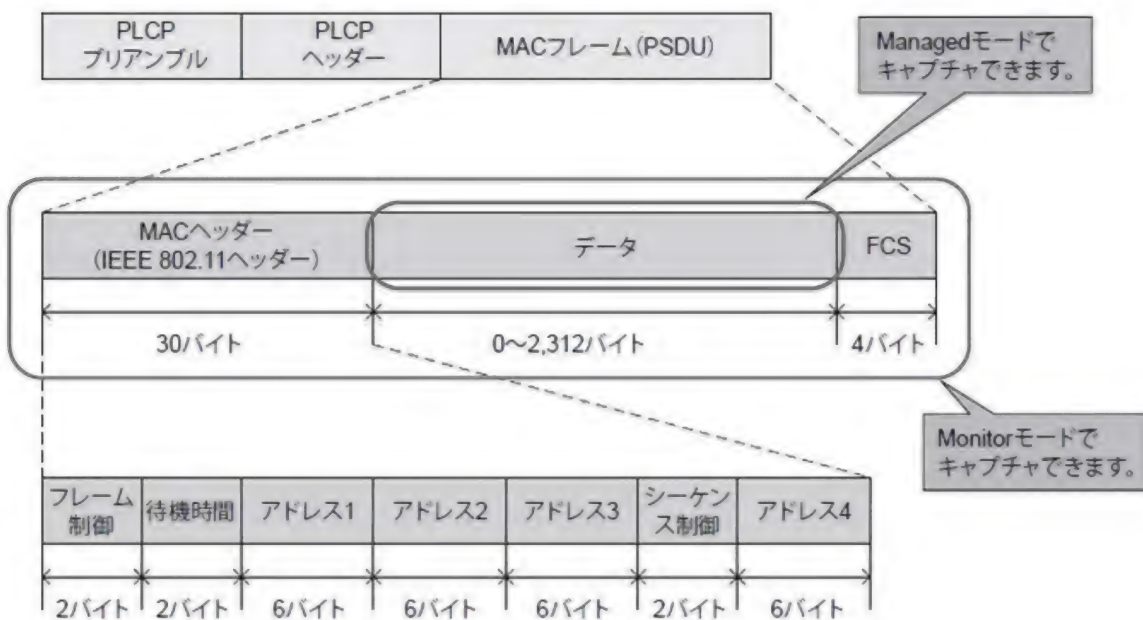 PLCP
プリアンブル
PLCP
ヘッダー
MACフレーム(PSDU)
Managedモードで
キャプチャできます。
MACヘッダー
(IEEE 802.11ヘッダー)
データ
FCS
30バイト
0〜2,312バイト
4バイト
Monitorモードで
キャプチャできます。
フレーム
制御
待機時間
アドレス1
アドレス2
アドレス3
シーケン
ス制御
アドレス4
2バイト
2バイト
6バイト
6バイト
6バイト
2バイト
6バイト